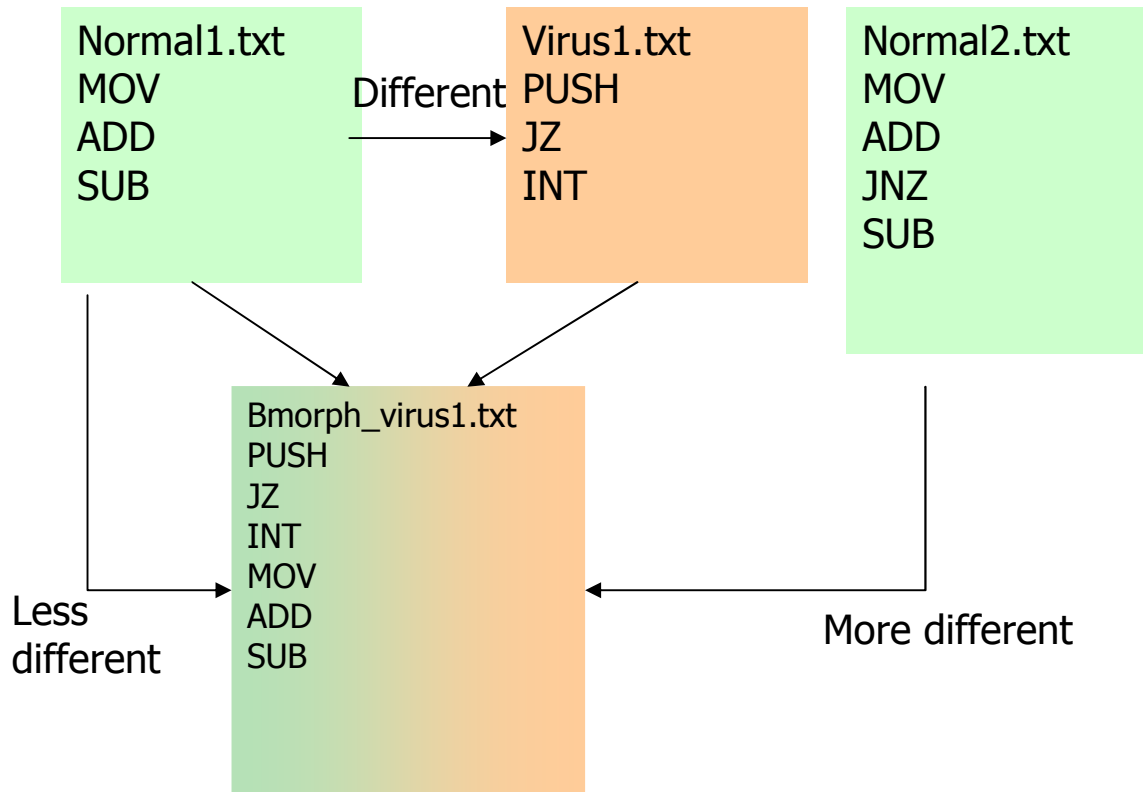 Normal1.txt
MOV
ADD
SUB
Different
Virus1.txt
PUSH
JZ
INT
Normal2.txt
MOV
ADD
JNZ
SUB
Bmorph_virus1.txt
PUSH
JZ
INT
MOV
ADD
SUB
Less
different
More different